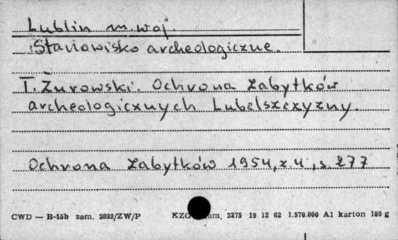 Lublin m. woj.
Stanowisko archeologiczne.
T. Żurowski. Ochrona Zabytków
archeologicznych Lubelszczyzny.
Ochrona Zabytków 1954, z. 4, s. 277
CWD — B-15b zam. 2032/ZW/P KZG zam. 2275 19 12 62 1.570.000 A1 karton 180 g